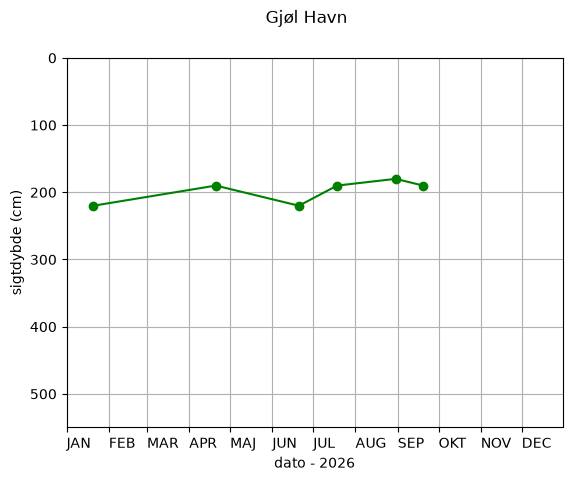 Gjøl Havn
0
100
200
300
400
500
sigtdybde (cm)
JAN FEB MAR APR MAJ JUN JUL AUG SEP OKT NOV DEC
dato - 2026